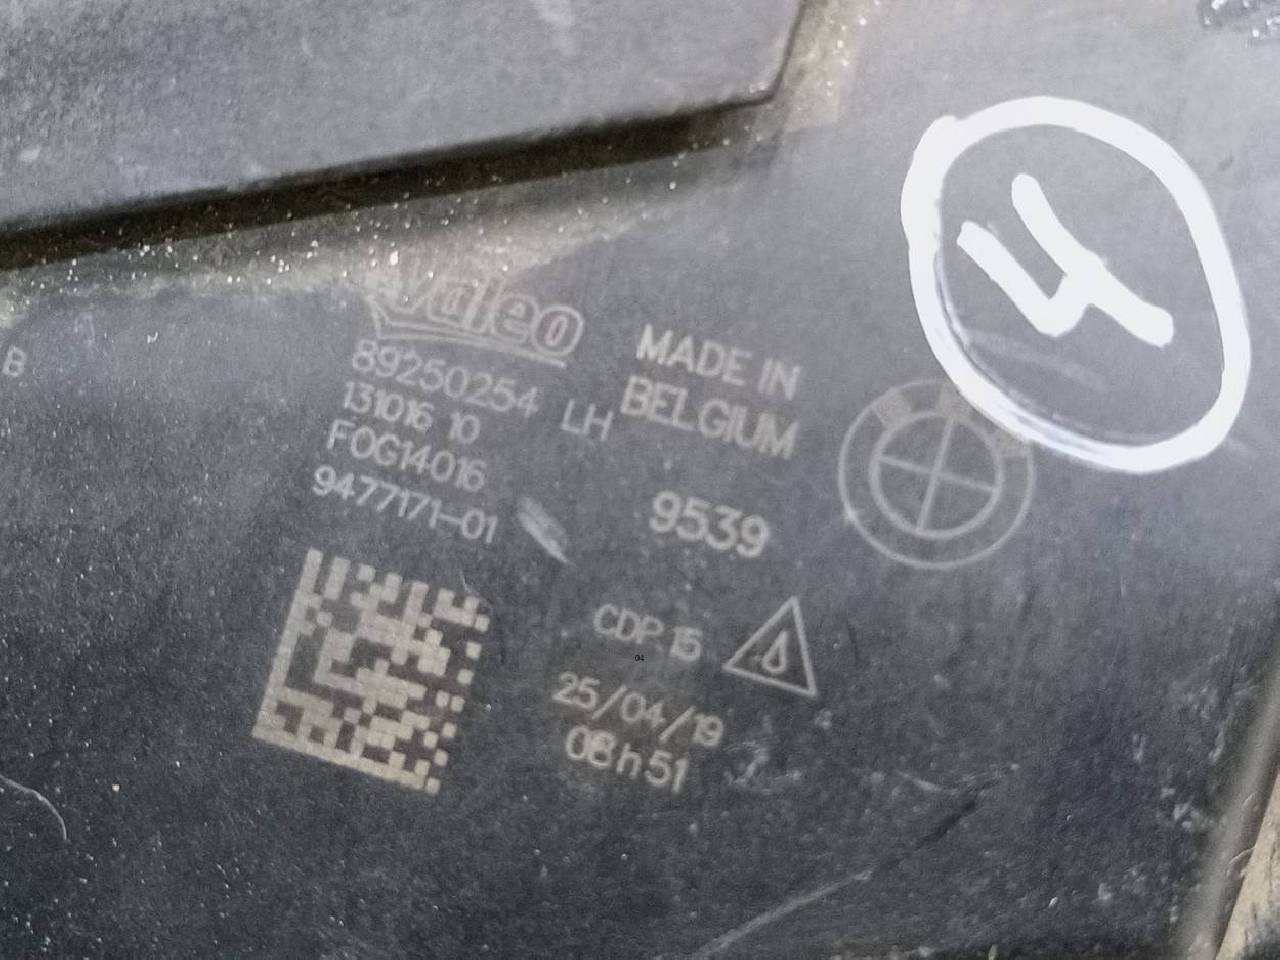 4
B
valeo
89250254 LH
131016 10
FOG14016
9477171-01
MADE IN
BELGIUM
9539
CDP 15
04
25/04/19
08h51